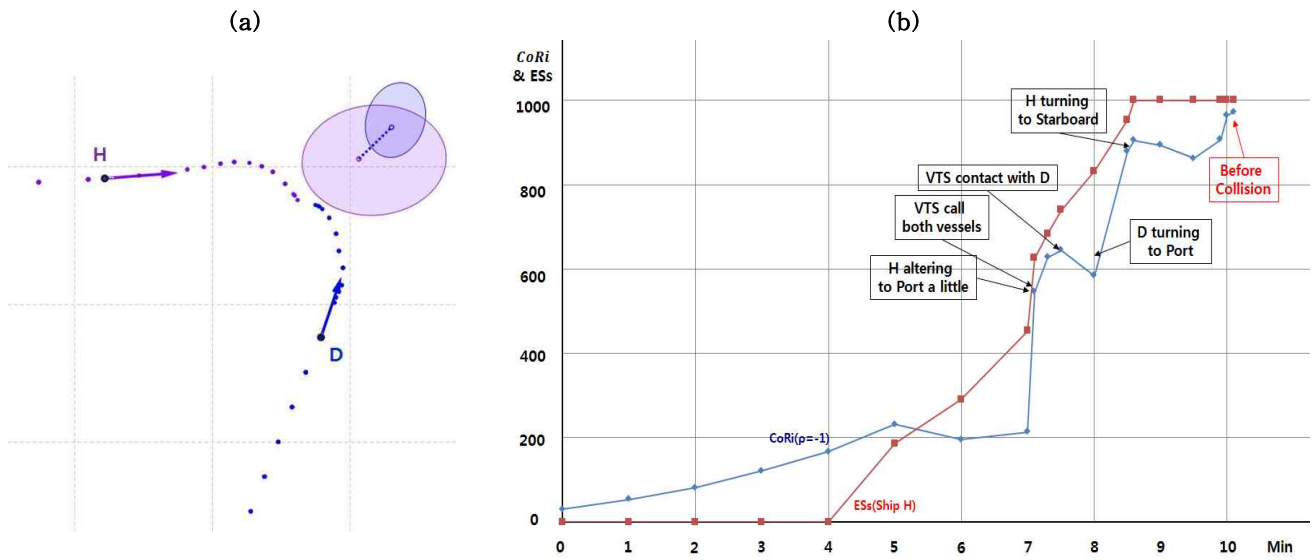 (a)
(b)
H
D
CoRi
& ESs
1000
800
600
400
200
0
H turning
to Starboard
VTS contact with D
VTS call
both vessels
H altering
to Port a little
D turning
to Port
Before
Collision
CoRi(ρ=-1)
ESs(Ship H)
0 1 2 3 4 5 6 7 8 9 10 Min